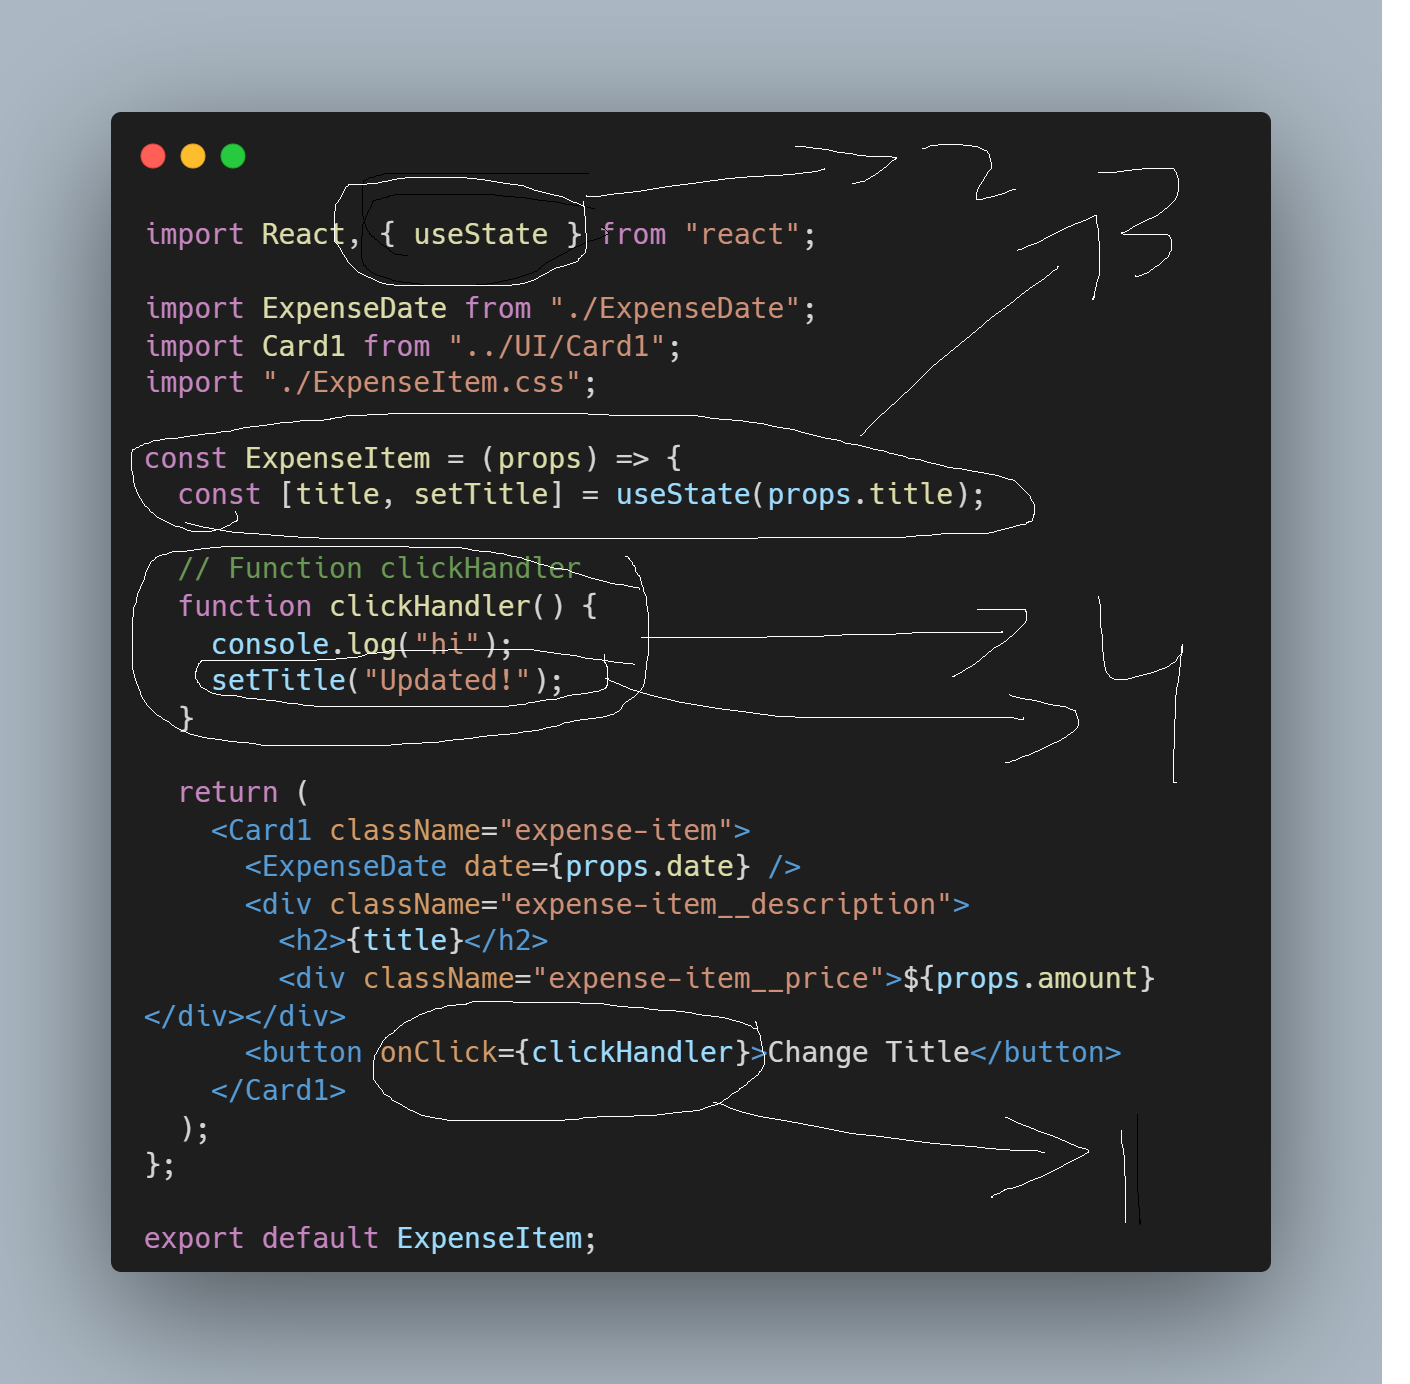 2
import React, { useState } from "react";
3
import ExpenseDate from "./ExpenseDate";
import Card1 from "../UI/Card1";
import "./ExpenseItem.css";
const ExpenseItem = (props) => {
const [title, setTitle] = useState(props.title);
// Function clickHandler
function clickHandler() {
console.log("hi");
setTitle("Updated!");
4
}
return (
<Card1 className="expense-item">
<ExpenseDate date={props.date} />
<div className="expense-item__description">
<h2>{title}</h2>
<div className="expense-item__price">${props.amount}
</div></div>
<button onClick={clickHandler}>Change Title</button>
</Card1>
);
1
};
export default ExpenseItem;